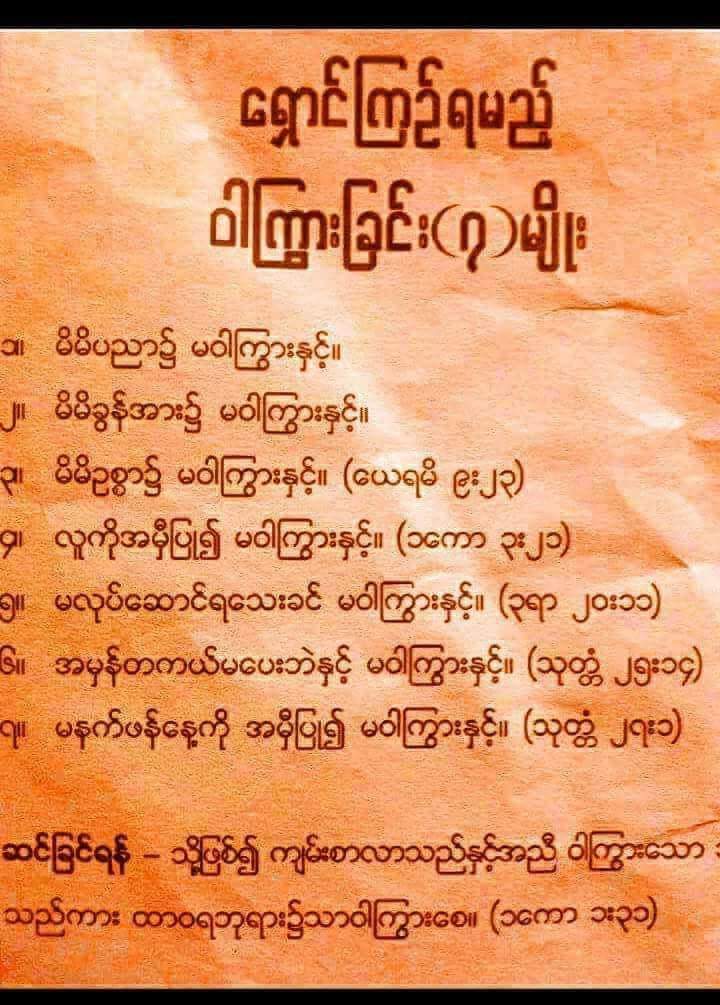 ရှောင်ကြဉ်ရမည့်
ဝါကြွားခြင်း(၇)မျိုး
၁။ မိမိပညာ၌ မဝါကြွားနှင့်။
၂။ မိမိခွန်အား၌ မဝါကြွားနှင့်။
၃။ မိမိဥစ္စာ၌ မဝါကြွားနှင့်။ (ယေရမိ ၉း၂၃)
၄။ လူကိုအမှီပြု၍ မဝါကြွားနှင့်။ (၁ကော ၃း၂၁)
၅။ မလုပ်ဆောင်ရသေးခင် မဝါကြွားနှင့်။ (၃ရာ ၂၀း၁၁)
၆။ အမှန်တကယ်မပေးဘဲနှင့် မဝါကြွားနှင့်။ (သုတ္တံ ၂၅း၁၄)
၇။ မနက်ဖန်နေ့ကို အမှီပြု၍ မဝါကြွားနှင့်။ (သုတ္တံ ၂၇း၁)
ဆင်ခြင်ရန် – သို့ဖြစ်၍ ကျမ်းစာလာသည်နှင့်အညီ ဝါကြွားသော
သည်ကား ထာဝရဘုရား၌သာဝါကြွားစေ။ (၁ကော ၁း၃၁)